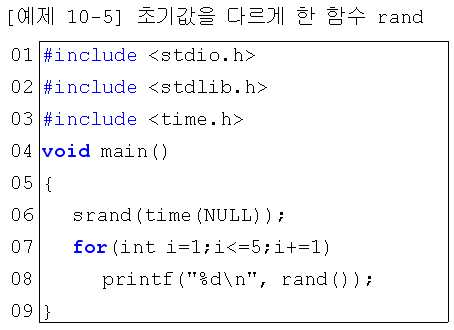 [예제 10-5] 초기값을 다르게 한 함수 rand
01 #include <stdio.h>
02 #include <stdlib.h>
03 #include <time.h>
04 void main()
05 {
06 srand(time(NULL));
07 for(int i=1;i<=5;i+=1)
08 printf("%d\n", rand());
09 }